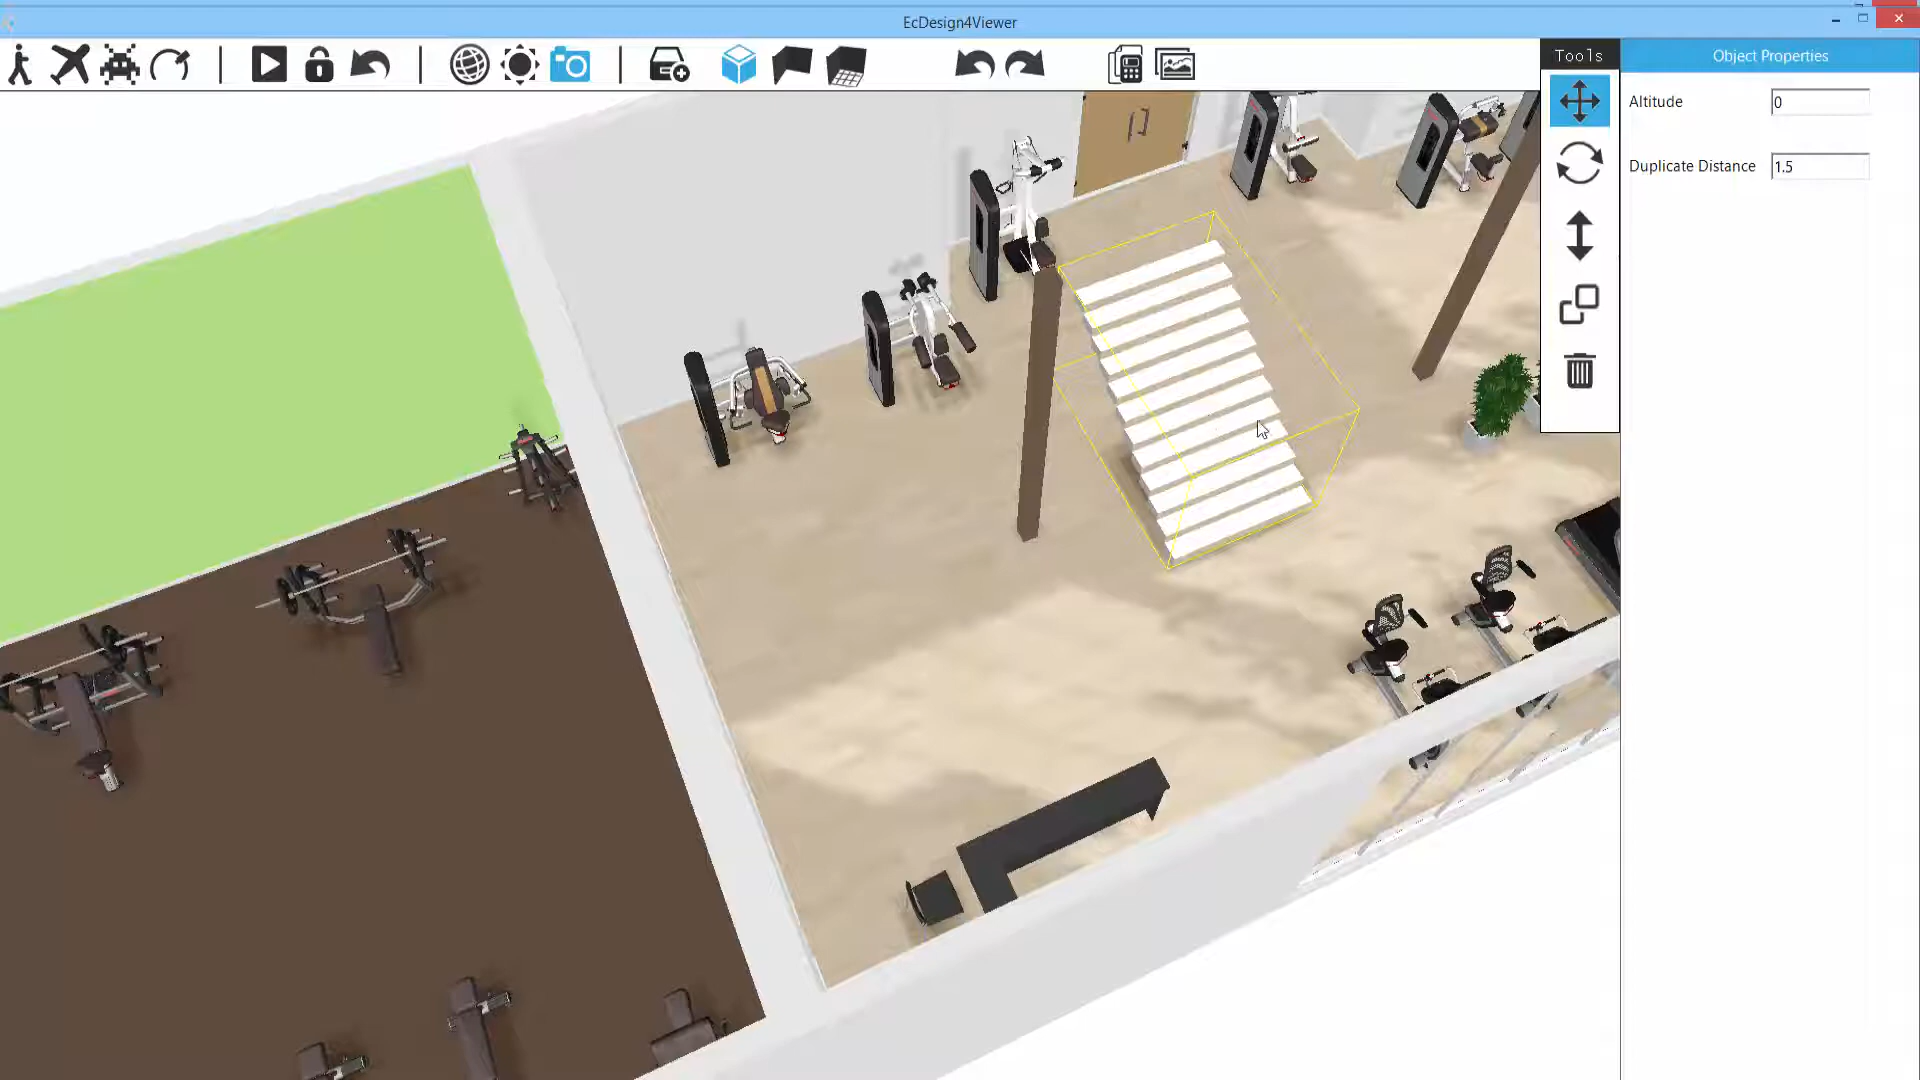 EcDesign4Viewer
Tools
Object Properties
Altitude
0
Duplicate Distance
1.5